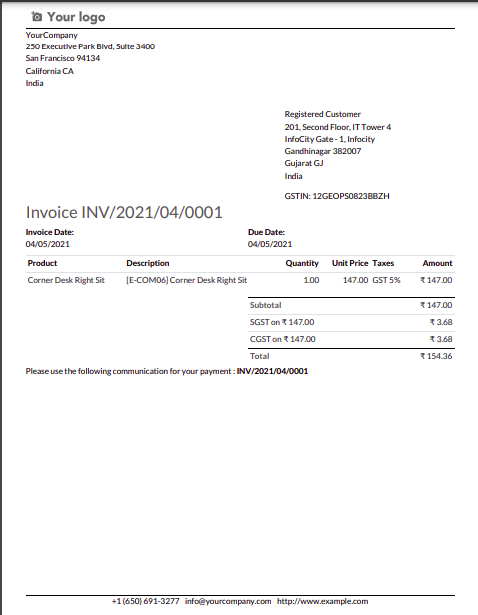 Your logo
YourCompany
250 Executive Park Blvd, Suite 3400
San Francisco 94134
California CA
India
Registered Customer
201, Second Floor, IT Tower 4
InfoCity Gate - 1, Infocity
Gandhinagar 382007
Gujarat GJ
India
GSTIN: 12GEOPS0823BBZH
Invoice INV/2021/04/0001
Invoice Date: Due Date:
04/05/2021 04/05/2021
Product Description Quantity Unit Price Taxes Amount
Corner Desk Right Sit [E-COM06] Corner Desk Right Sit 1.00 147.00 GST 5% ₹ 147.00
Subtotal ₹ 147.00
SGST on ₹ 147.00 ₹ 3.68
CGST on ₹ 147.00 ₹ 3.68
Total ₹ 154.36
Please use the following communication for your payment : INV/2021/04/0001
+1 (650) 691-3277 info@yourcompany.com http://www.example.com